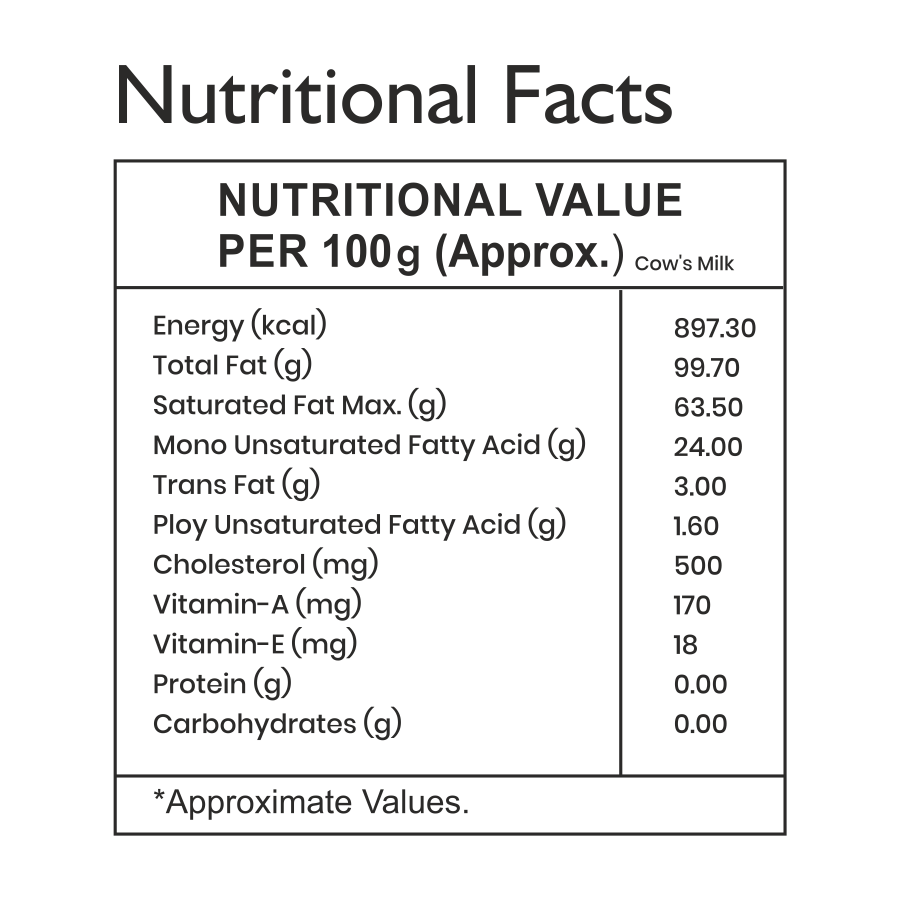 Nutritional Facts
NUTRITIONAL VALUE
PER 100g (Approx.) Cow's Milk
Energy (kcal) 897.30
Total Fat (g) 99.70
Saturated Fat Max. (g) 63.50
Mono Unsaturated Fatty Acid (g) 24.00
Trans Fat (g) 3.00
Ploy Unsaturated Fatty Acid (g) 1.60
Cholesterol (mg) 500
Vitamin-A (mg) 170
Vitamin-E (mg) 18
Protein (g) 0.00
Carbohydrates (g) 0.00
*Approximate Values.